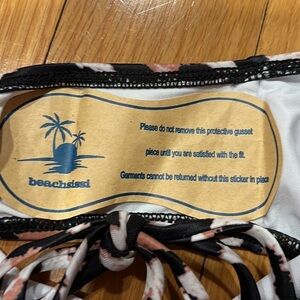 Please do not remove this protective gusset
piece until you are satisfied with the fit.
Garments cannot be returned without this sticker in place
beachsissi